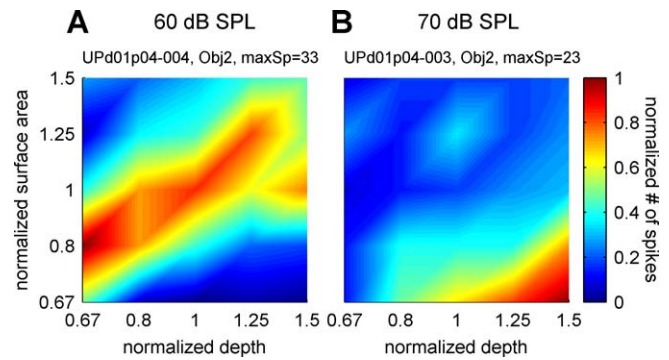 A 60 dB SPL
UPd01p04-004, Obj2, maxSp=33
normalized surface area
1.5
1.25
1
0.8
0.67
0.67 0.8 1 1.25 1.5
normalized depth
B 70 dB SPL
UPd01p04-003, Obj2, maxSp=23
0.67 0.8 1 1.25 1.5
normalized depth
1
0.8
0.6
0.4
0.2
0
normalized # of spikes